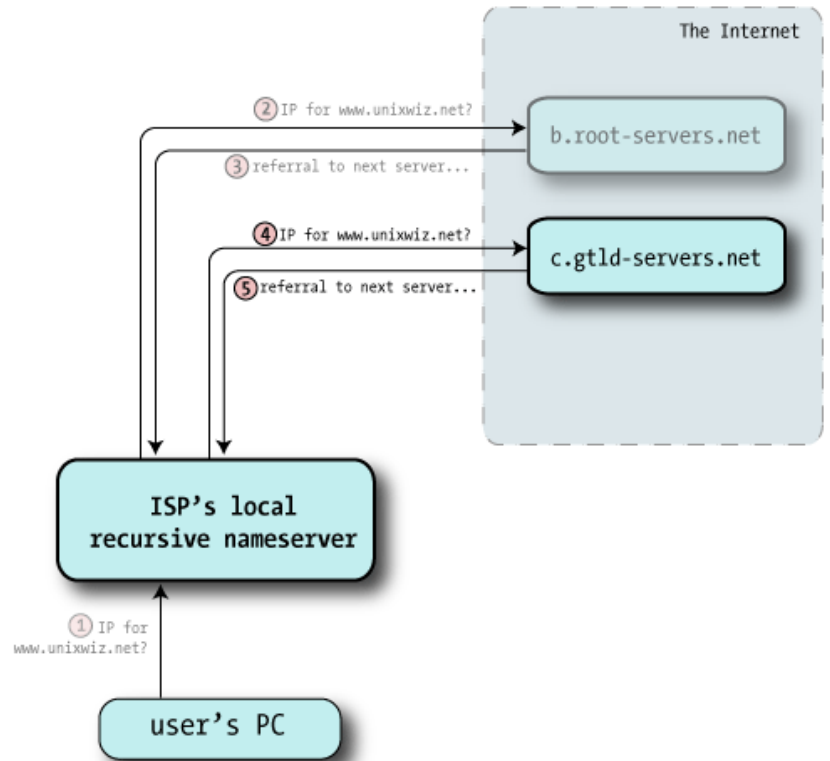 The Internet
2 IP for www.unixwiz.net?
b.root-servers.net
3 referral to next server...
4 IP for www.unixwiz.net?
c.gtld-servers.net
5 referral to next server...
ISP's local
recursive nameserver
1 IP for
www.unixwiz.net?
user's PC